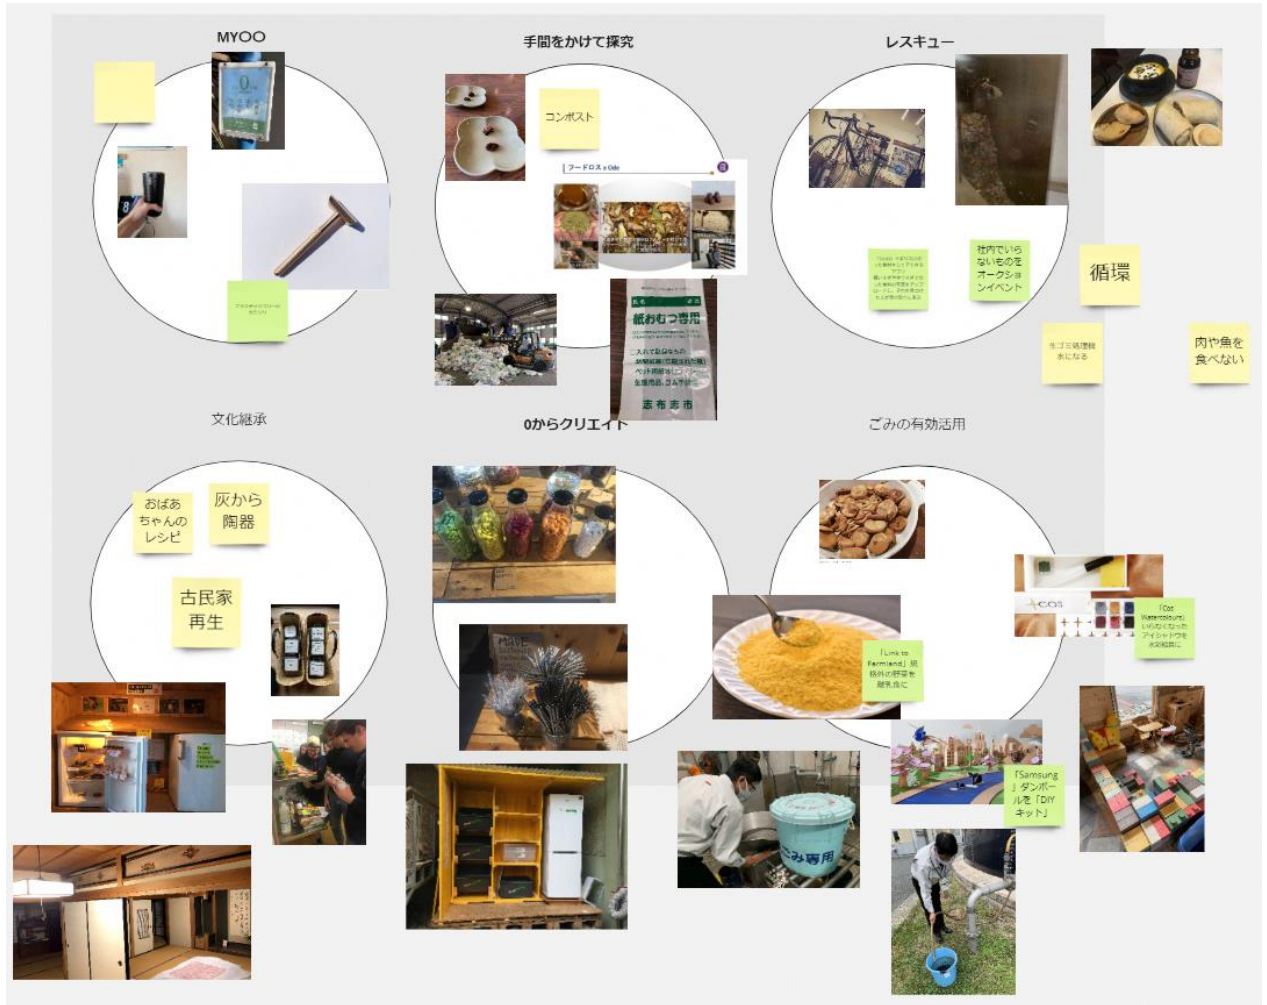 MYOO
手間をかけて探究
レスキュー
コンポスト
フードロス x Ode
社内でいら
ないものを
オークショ
ンイベント
循環
生ゴミ処理機
水になる
肉や魚を
食べない
紙おむつ専用
志布志市
文化継承
0からクリエイト
ごみの有効活用
おばあ
ちゃんの
レシピ
灰から
陶器
古民家
再生
「Link to
Farmland」規
格外の野菜を
離乳食に
COS
「Cos
Watercolours」
いらなくなった
アイシャドウを
水彩絵具に
「Samsung
」ダンボー
ルを「DIY
キット」
ごみ専用